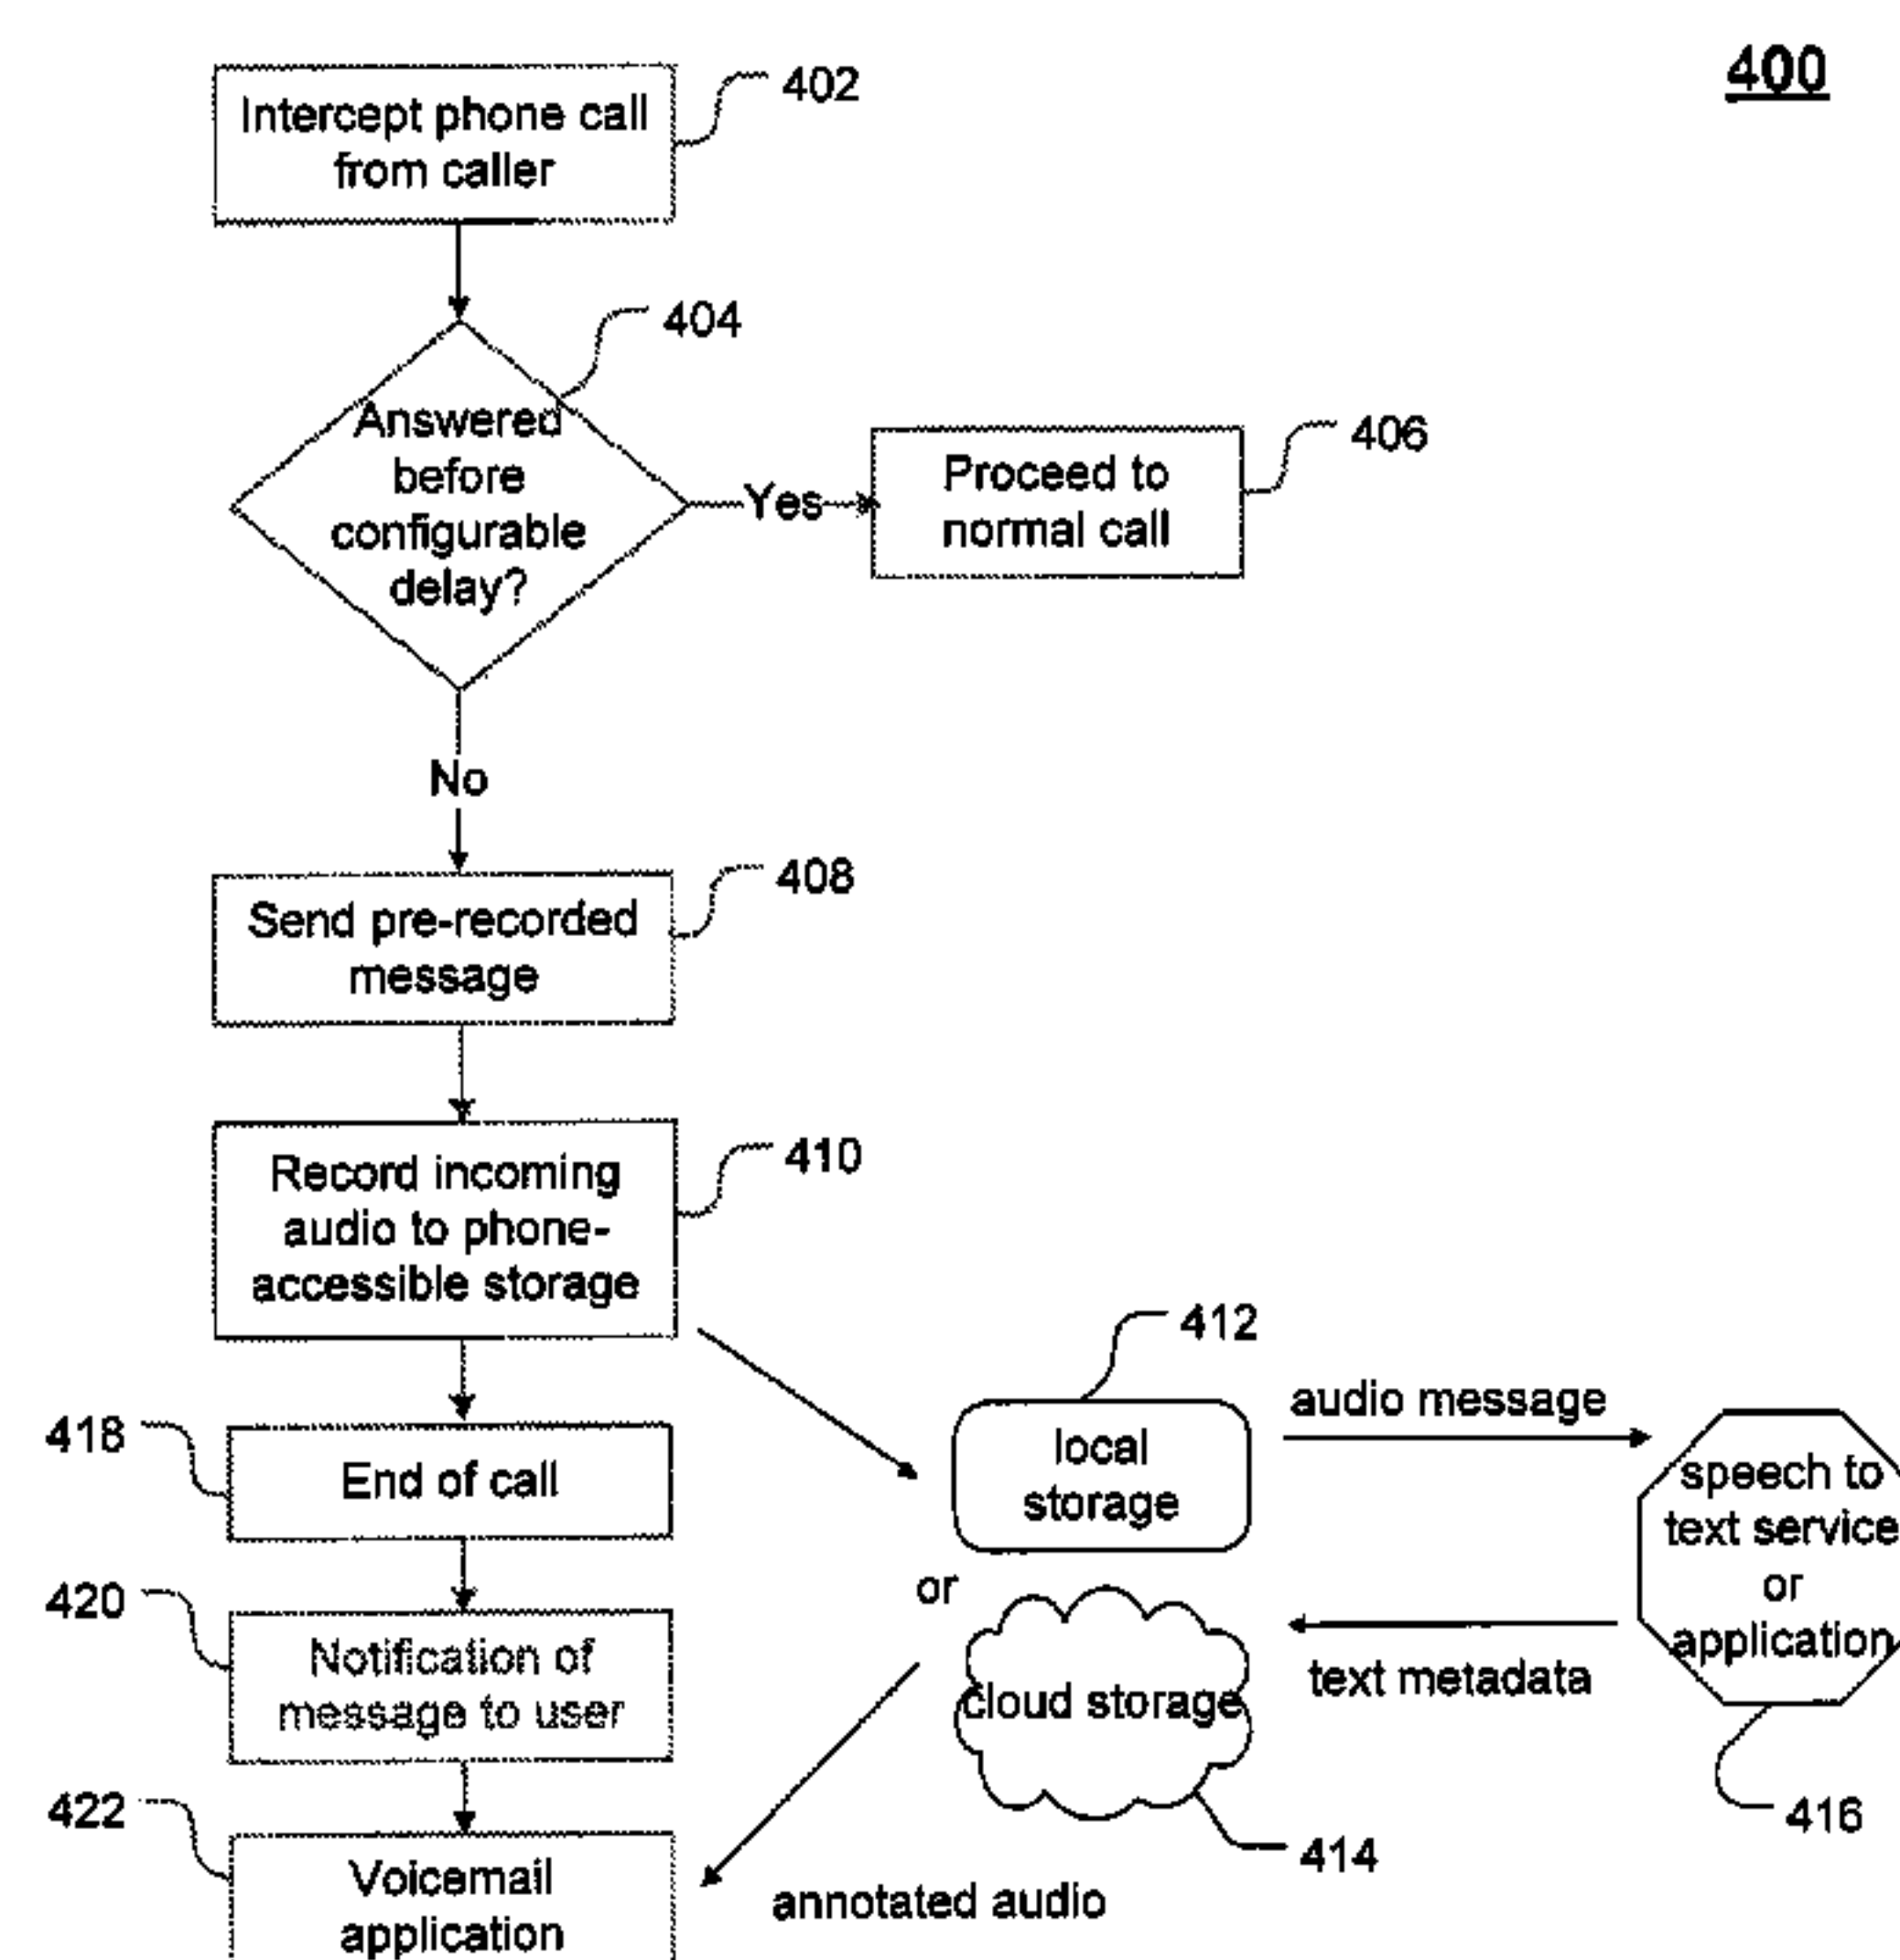 400
402
Intercept phone call
from caller
404
Answered
before
configurable
delay?
Yes
406
Proceed to
normal call
No
408
Send pre-recorded
message
410
Record incoming
audio to phone-
accessible storage
412
local
storage
audio message
speech to
text service
or
application
418
End of call
or
420
Notification of
message to user
cloud storage
text metadata
416
422
Voicemail
application
414
annotated audio